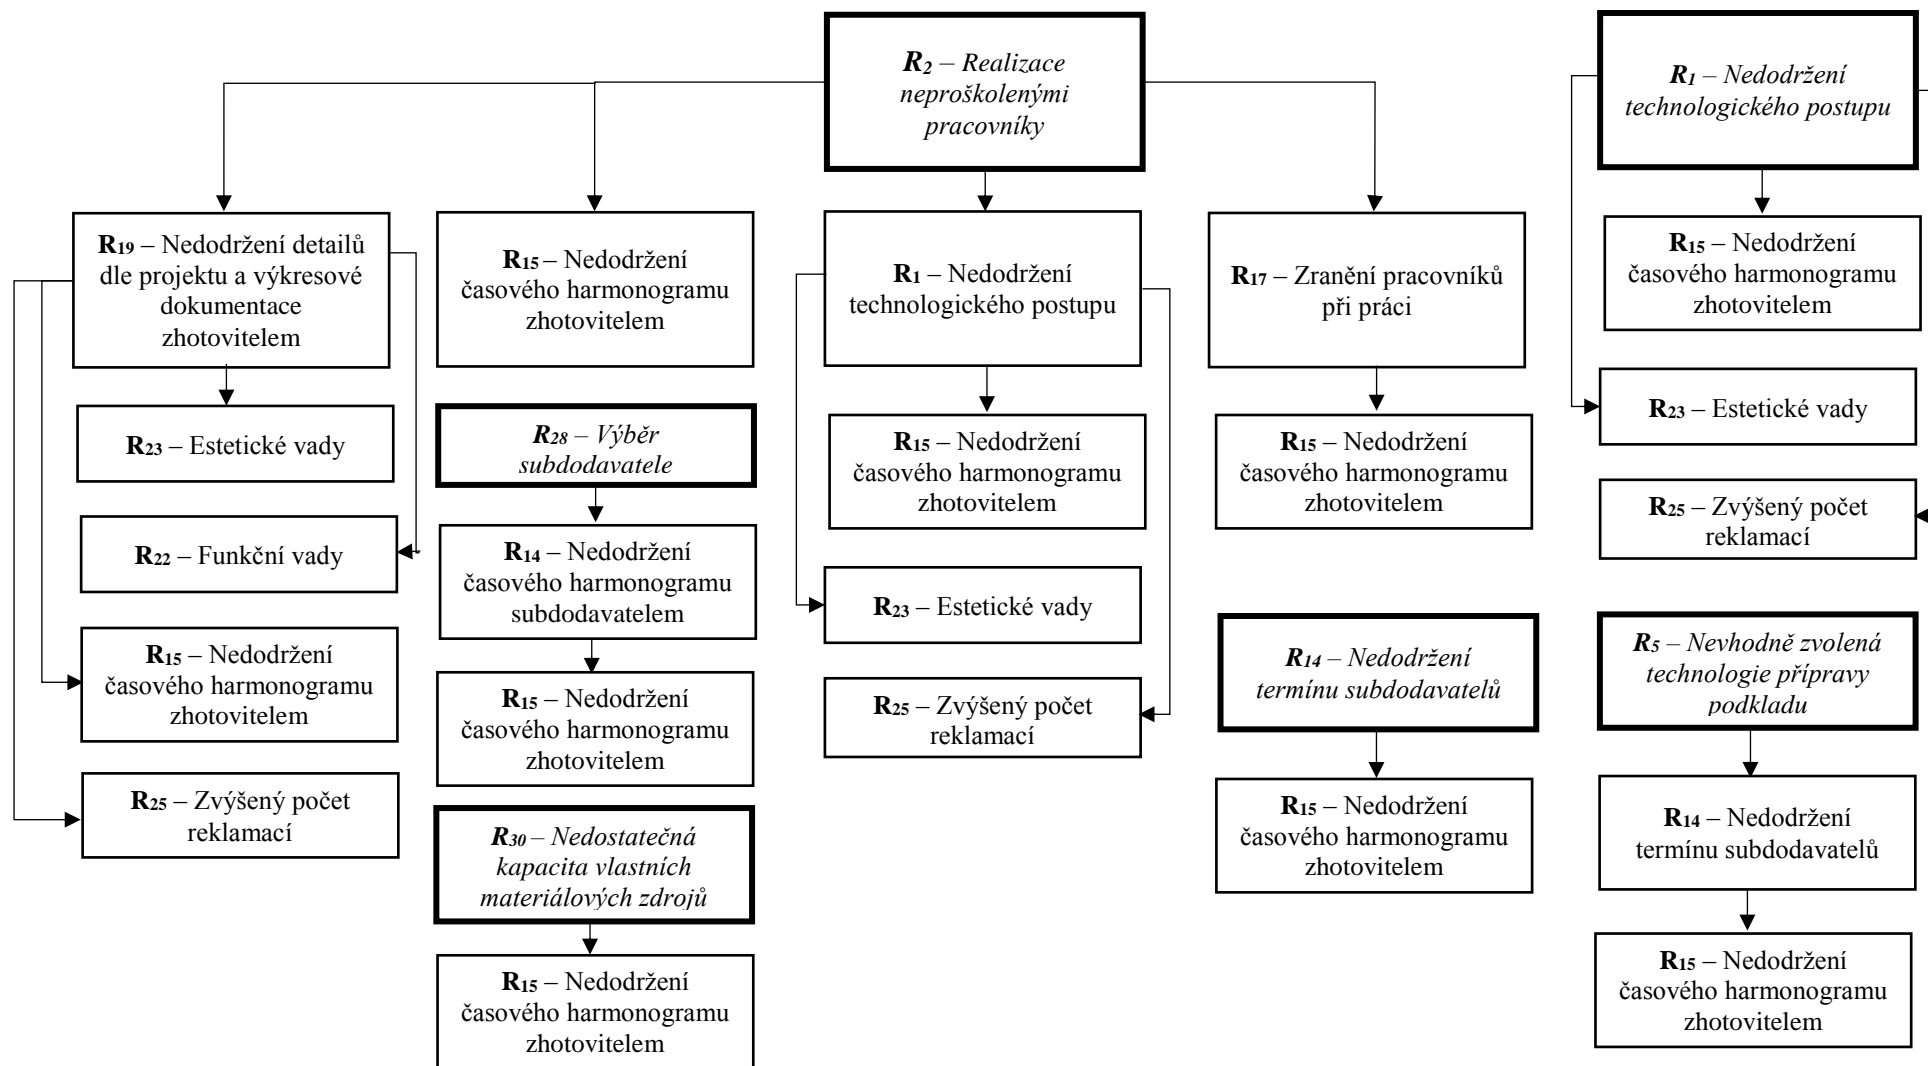 R2 – Realizace
neproškolenými
pracovníky
R1 – Nedodržení
technologického postupu
R19 – Nedodržení detailů
dle projektu a výkresové
dokumentace
zhotovitelem
R15 – Nedodržení
časového harmonogramu
zhotovitelem
R1 – Nedodržení
technologického postupu
R17 – Zranění pracovníků
při práci
R15 – Nedodržení
časového harmonogramu
zhotovitelem
R23 – Estetické vady
R28 – Výběr
subdodavatele
R15 – Nedodržení
časového harmonogramu
zhotovitelem
R15 – Nedodržení
časového harmonogramu
zhotovitelem
R23 – Estetické vady
R22 – Funkční vady
R14 – Nedodržení
časového harmonogramu
subdodavatelem
R23 – Estetické vady
R25 – Zvýšený počet
reklamací
R15 – Nedodržení
časového harmonogramu
zhotovitelem
R15 – Nedodržení
časového harmonogramu
zhotovitelem
R25 – Zvýšený počet
reklamací
R14 – Nedodržení
termínu subdodavatelů
R5 – Nevhodně zvolená
technologie přípravy
podkladu
R25 – Zvýšený počet
reklamací
R30 – Nedostatečná
kapacita vlastních
materiálových zdrojů
R15 – Nedodržení
časového harmonogramu
zhotovitelem
R14 – Nedodržení
termínu subdodavatelů
R15 – Nedodržení
časového harmonogramu
zhotovitelem
R15 – Nedodržení
časového harmonogramu
zhotovitelem